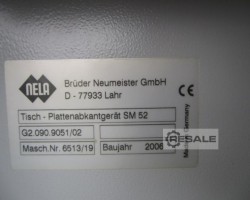 NELA
Brüder Neumeister GmbH
D - 77933 Lahr
CE
Tisch - Plattenabkantgerät SM 52
G2.090.9051/02
Masch.Nr. 6513/19
Baujahr 2006
RESALE
Germany